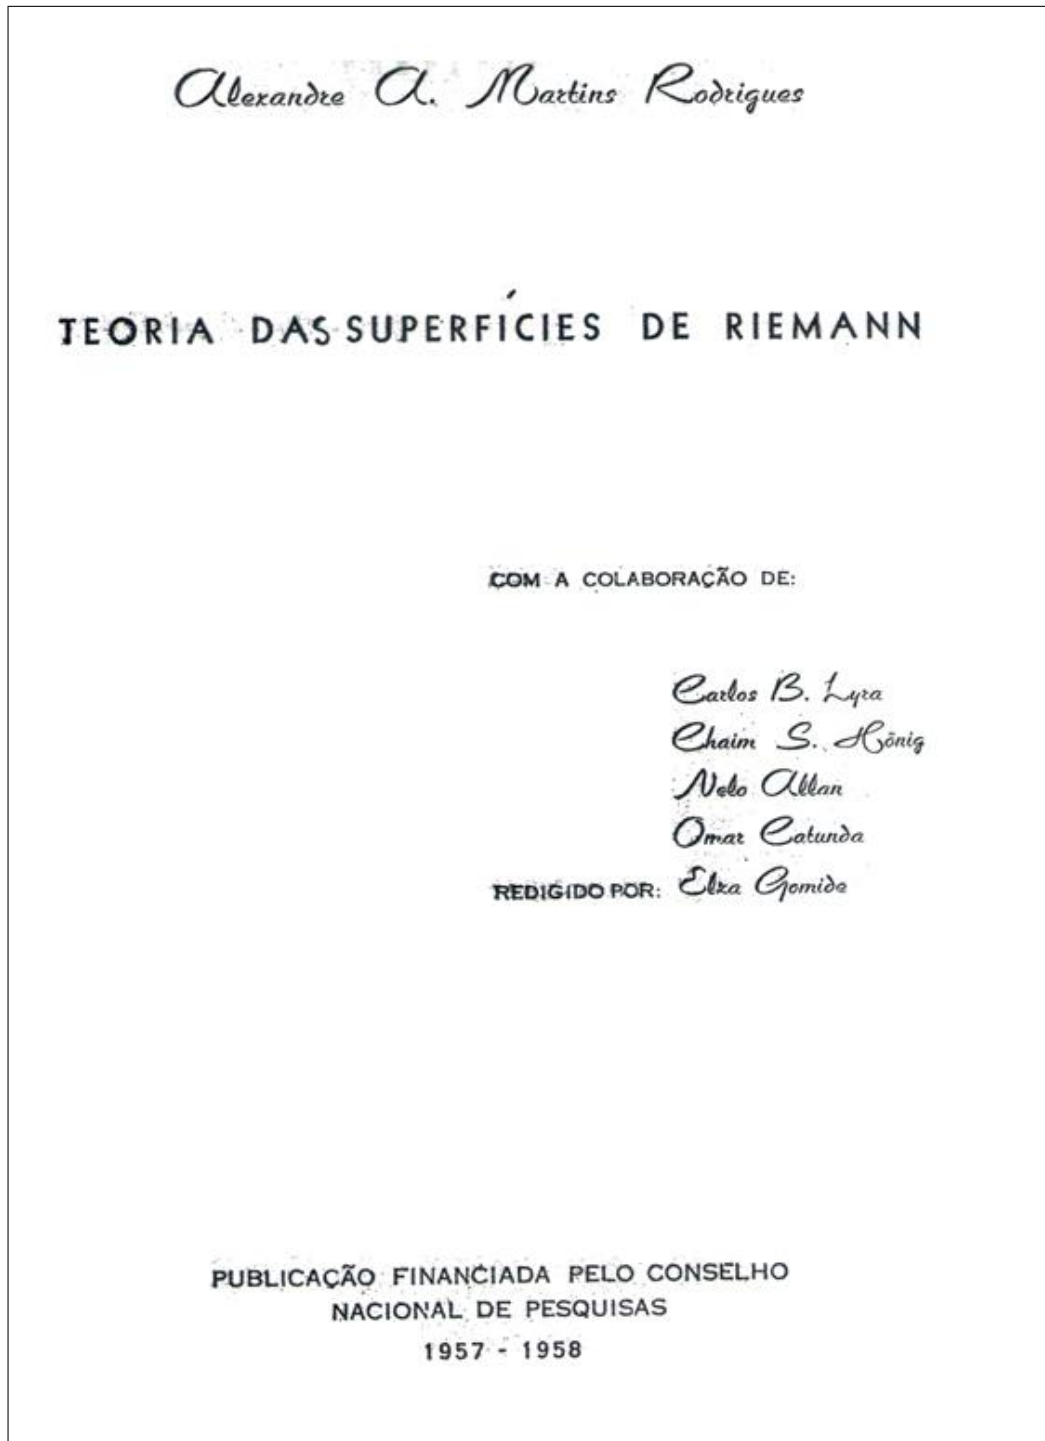 Alexandre A. Martins Rodrigues
TEORIA DAS SUPERFÍCIES DE RIEMANN
COM A COLABORAÇÃO DE:
Carlos B. Lyra
Chaim S. Hönig
Nelo Allan
Omar Catunda
REDIGIDO POR: Elza Gomide
PUBLICAÇÃO FINANCIADA PELO CONSELHO
NACIONAL DE PESQUISAS
1957 - 1958